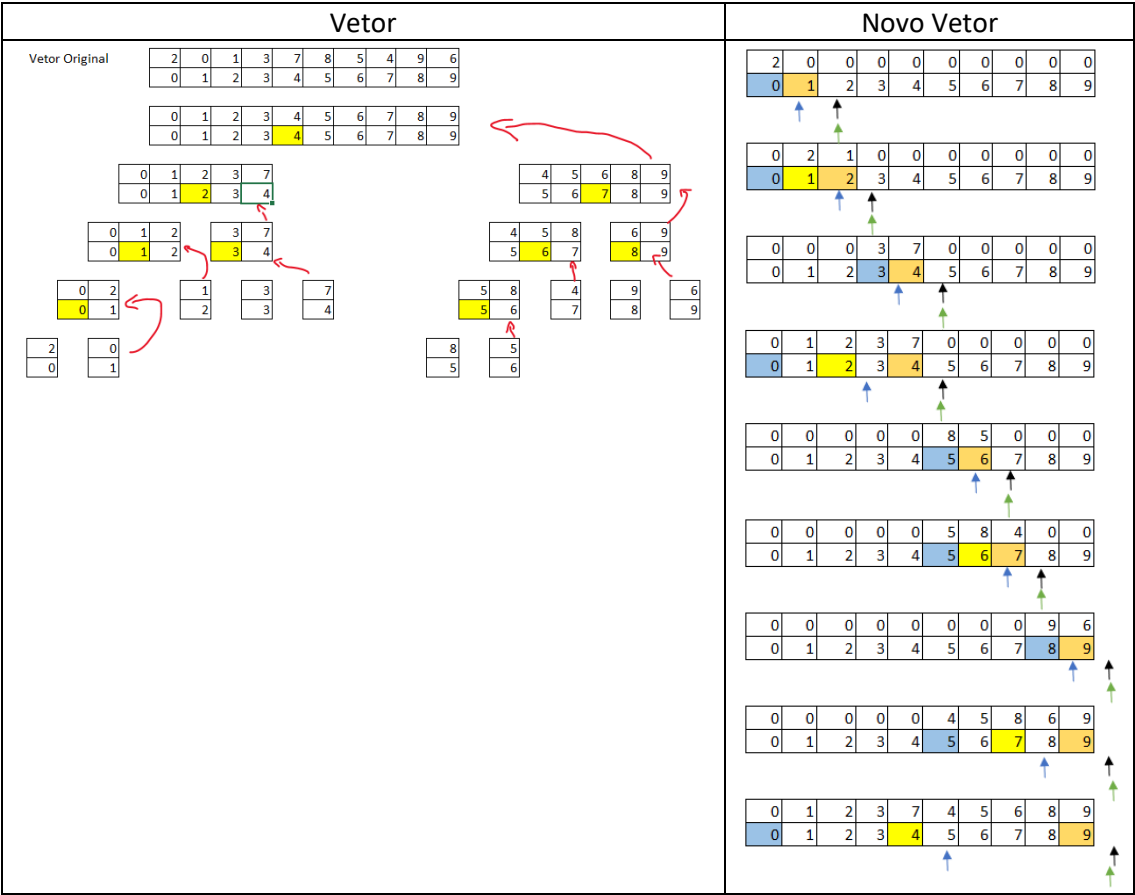 Vetor
Novo Vetor
Vetor Original
2 0 1 3 7 8 5 4 9 6
0 1 2 3 4 5 6 7 8 9
0 1 2 3 4 5 6 7 8 9
0 1 2 3 4 5 6 7 8 9
0 1 2 3 7
0 1 2 3 4
4 5 6 8 9
5 6 7 8 9
0 1 2
0 1 2
3 7
3 4
4 5 8
5 6 7
6 9
8 9
0 2
0 1
1
2
3
3
7
4
5 8
5 6
4
7
9
8
6
9
2
0
0
1
8
5
5
6
2 0 0 0 0 0 0 0 0 0
0 1 2 3 4 5 6 7 8 9
0 2 1 0 0 0 0 0 0 0
0 1 2 3 4 5 6 7 8 9
0 0 0 3 7 0 0 0 0 0
0 1 2 3 4 5 6 7 8 9
0 1 2 3 7 0 0 0 0 0
0 1 2 3 4 5 6 7 8 9
0 0 0 0 0 8 5 0 0 0
0 1 2 3 4 5 6 7 8 9
0 0 0 0 0 5 8 4 0 0
0 1 2 3 4 5 6 7 8 9
0 0 0 0 0 0 0 0 9 6
0 1 2 3 4 5 6 7 8 9
0 0 0 0 0 4 5 8 6 9
0 1 2 3 4 5 6 7 8 9
0 1 2 3 7 4 5 6 8 9
0 1 2 3 4 5 6 7 8 9